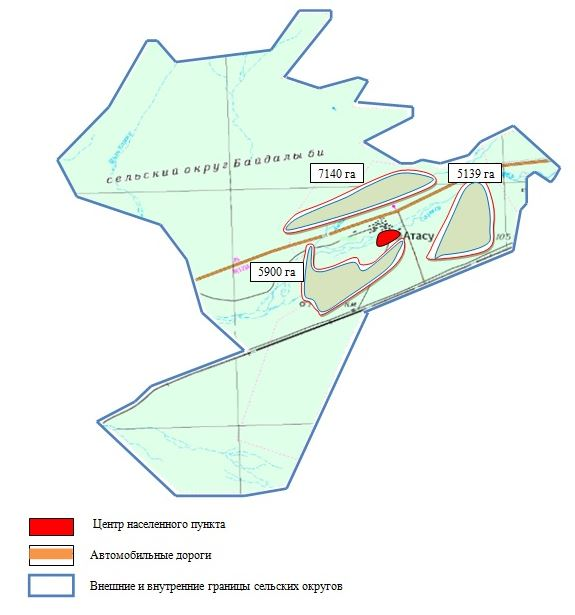 сельский округ Байдалы би
7140 га
5139 га
Атасу
105
5900 га
Центр населенного пункта
Автомобильные дороги
Внешние и внутренние границы сельских округов